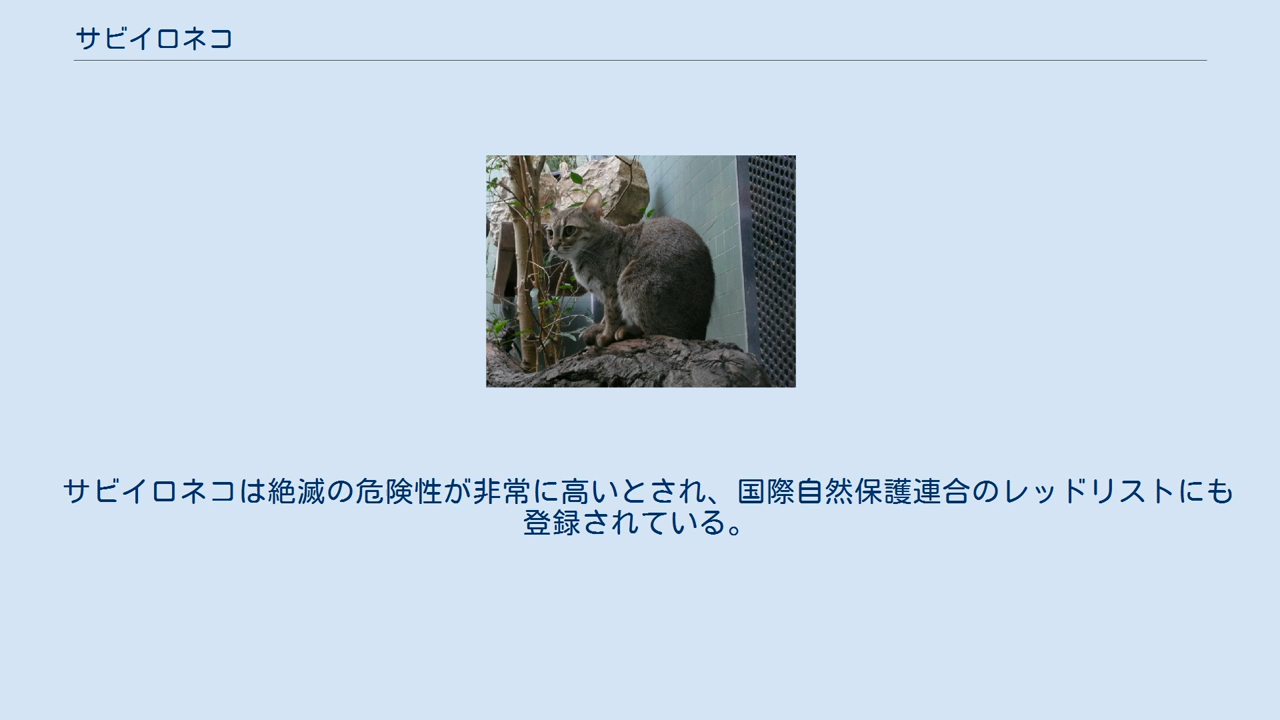 サビイロネコ
サビイロネコは絶滅の危険性が非常に高いとされ、国際自然保護連合のレッドリストにも
登録されている。